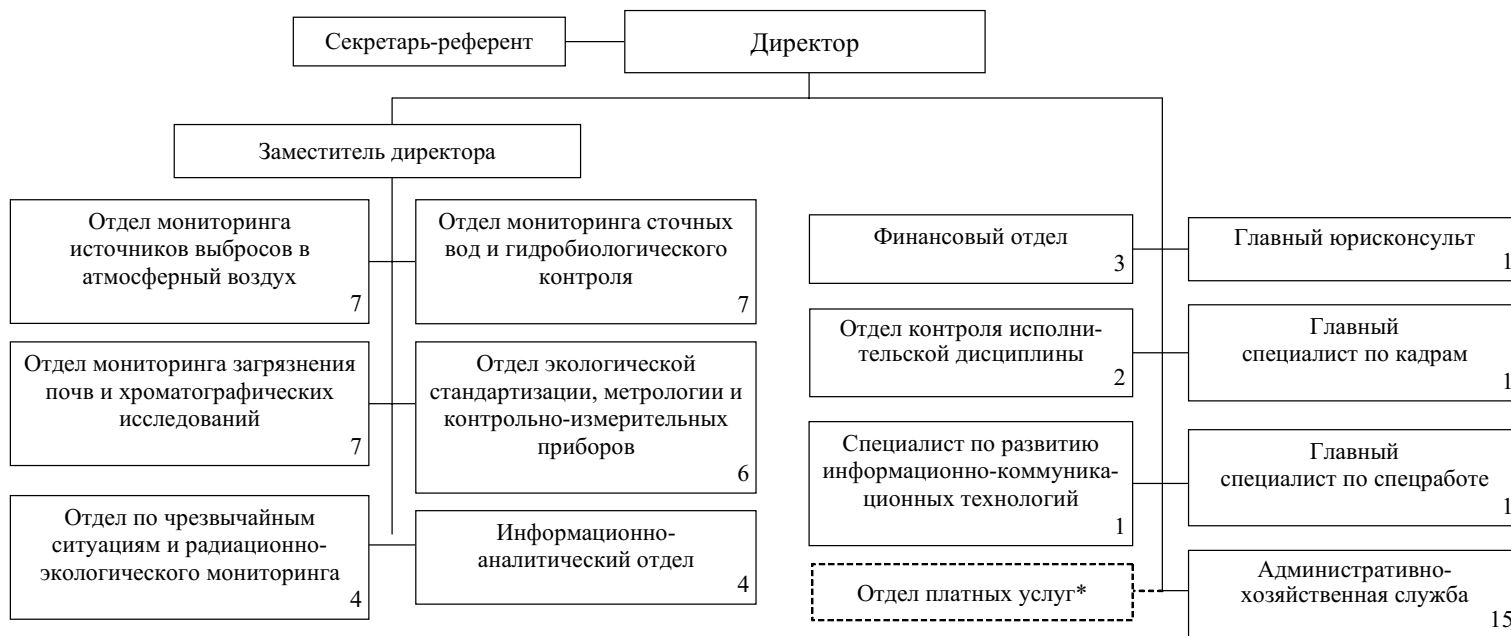 Секретарь-референт
Директор
Заместитель директора
Отдел мониторинга
источников выбросов в
атмосферный воздух
7
Отдел мониторинга сточных
вод и гидробиологического
контроля
7
Отдел мониторинга загрязнения
почв и хроматографических
исследований
7
Отдел экологической
стандартизации, метрологии и
контрольно-измерительных
приборов
6
Отдел по чрезвычайным
ситуациям и радиационно-
экологического мониторинга
4
Информационно-
аналитический отдел
4
Финансовый отдел
3
Главный юрисконсульт
1
Отдел контроля исполни-
тельской дисциплины
2
Главный
специалист по кадрам
1
Специалист по развитию
информационно-коммуника-
ционных технологий
1
Главный
специалист по спецработе
1
Отдел платных услуг*
Административно-
хозяйственная служба
15